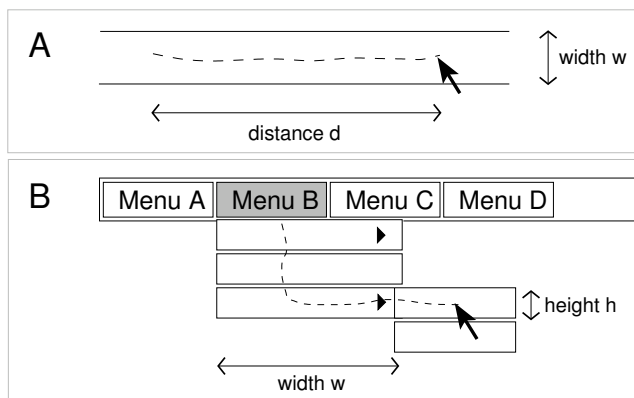 A
width w
distance d
B
Menu A Menu B Menu C Menu D
height h
width w